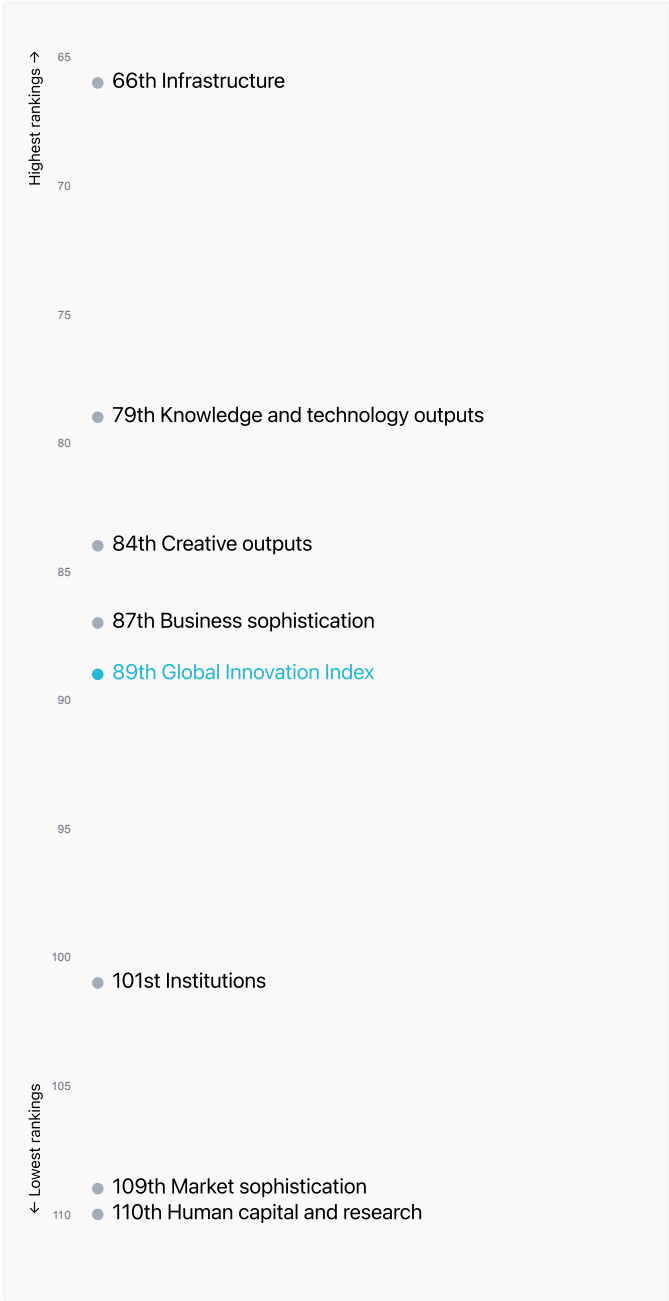 Highest rankings →
65
66th Infrastructure
70
75
79th Knowledge and technology outputs
80
84th Creative outputs
85
87th Business sophistication
89th Global Innovation Index
90
95
100
101st Institutions
105
← Lowest rankings
109th Market sophistication
110th Human capital and research
110